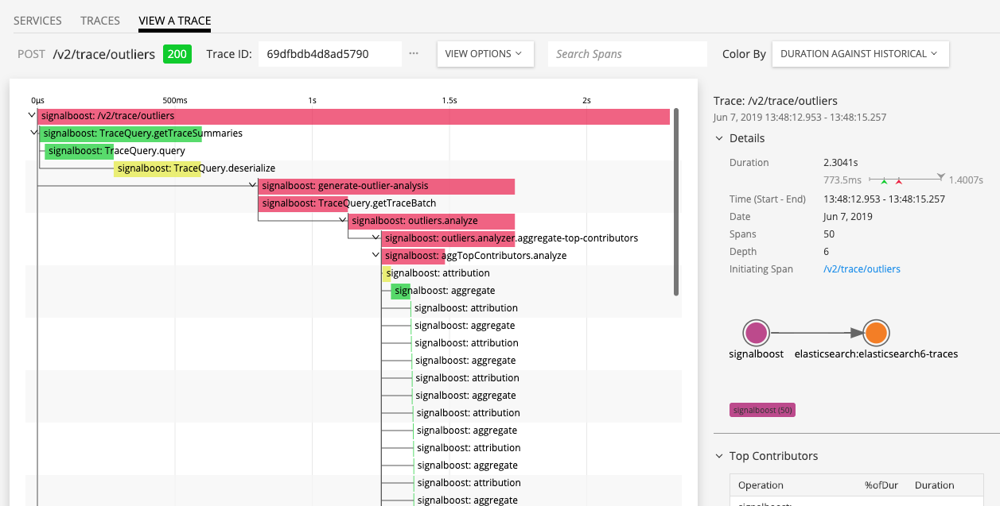 SERVICES TRACES VIEW A TRACE
POST /v2/trace/outliers 200 Trace ID: 69dfbdb4d8ad5790 ... VIEW OPTIONS Search Spans Color By DURATION AGAINST HISTORICAL
0µs 500ms 1s 1.5s 2s
signalboost: /v2/trace/outliers
signalboost: TraceQuery.getTraceSummaries
signalboost: TraceQuery.query
signalboost: TraceQuery.deserialize
signalboost: generate-outlier-analysis
signalboost: TraceQuery.getTraceBatch
signalboost: outliers.analyze
signalboost: outliers.analyzer.aggregate-top-contributors
signalboost: aggTopContributors.analyze
signalboost: attribution
signalboost: aggregate
signalboost: attribution
signalboost: aggregate
signalboost: attribution
signalboost: aggregate
signalboost: attribution
signalboost: aggregate
signalboost: attribution
signalboost: aggregate
signalboost: attribution
signalboost: aggregate
signalboost: attribution
signalboost: aggregate
Trace: /v2/trace/outliers
Jun 7, 2019 13:48:12.953 - 13:48:15.257
Details
Duration 2.3041s
773.5ms 1.4007s
Time (Start - End) 13:48:12.953 - 13:48:15.257
Date Jun 7, 2019
Spans 50
Depth 6
Initiating Span /v2/trace/outliers
signalboost elasticsearch:elasticsearch6-traces
signalboost (50)
Top Contributors
Operation %ofDur Duration
signalboost: